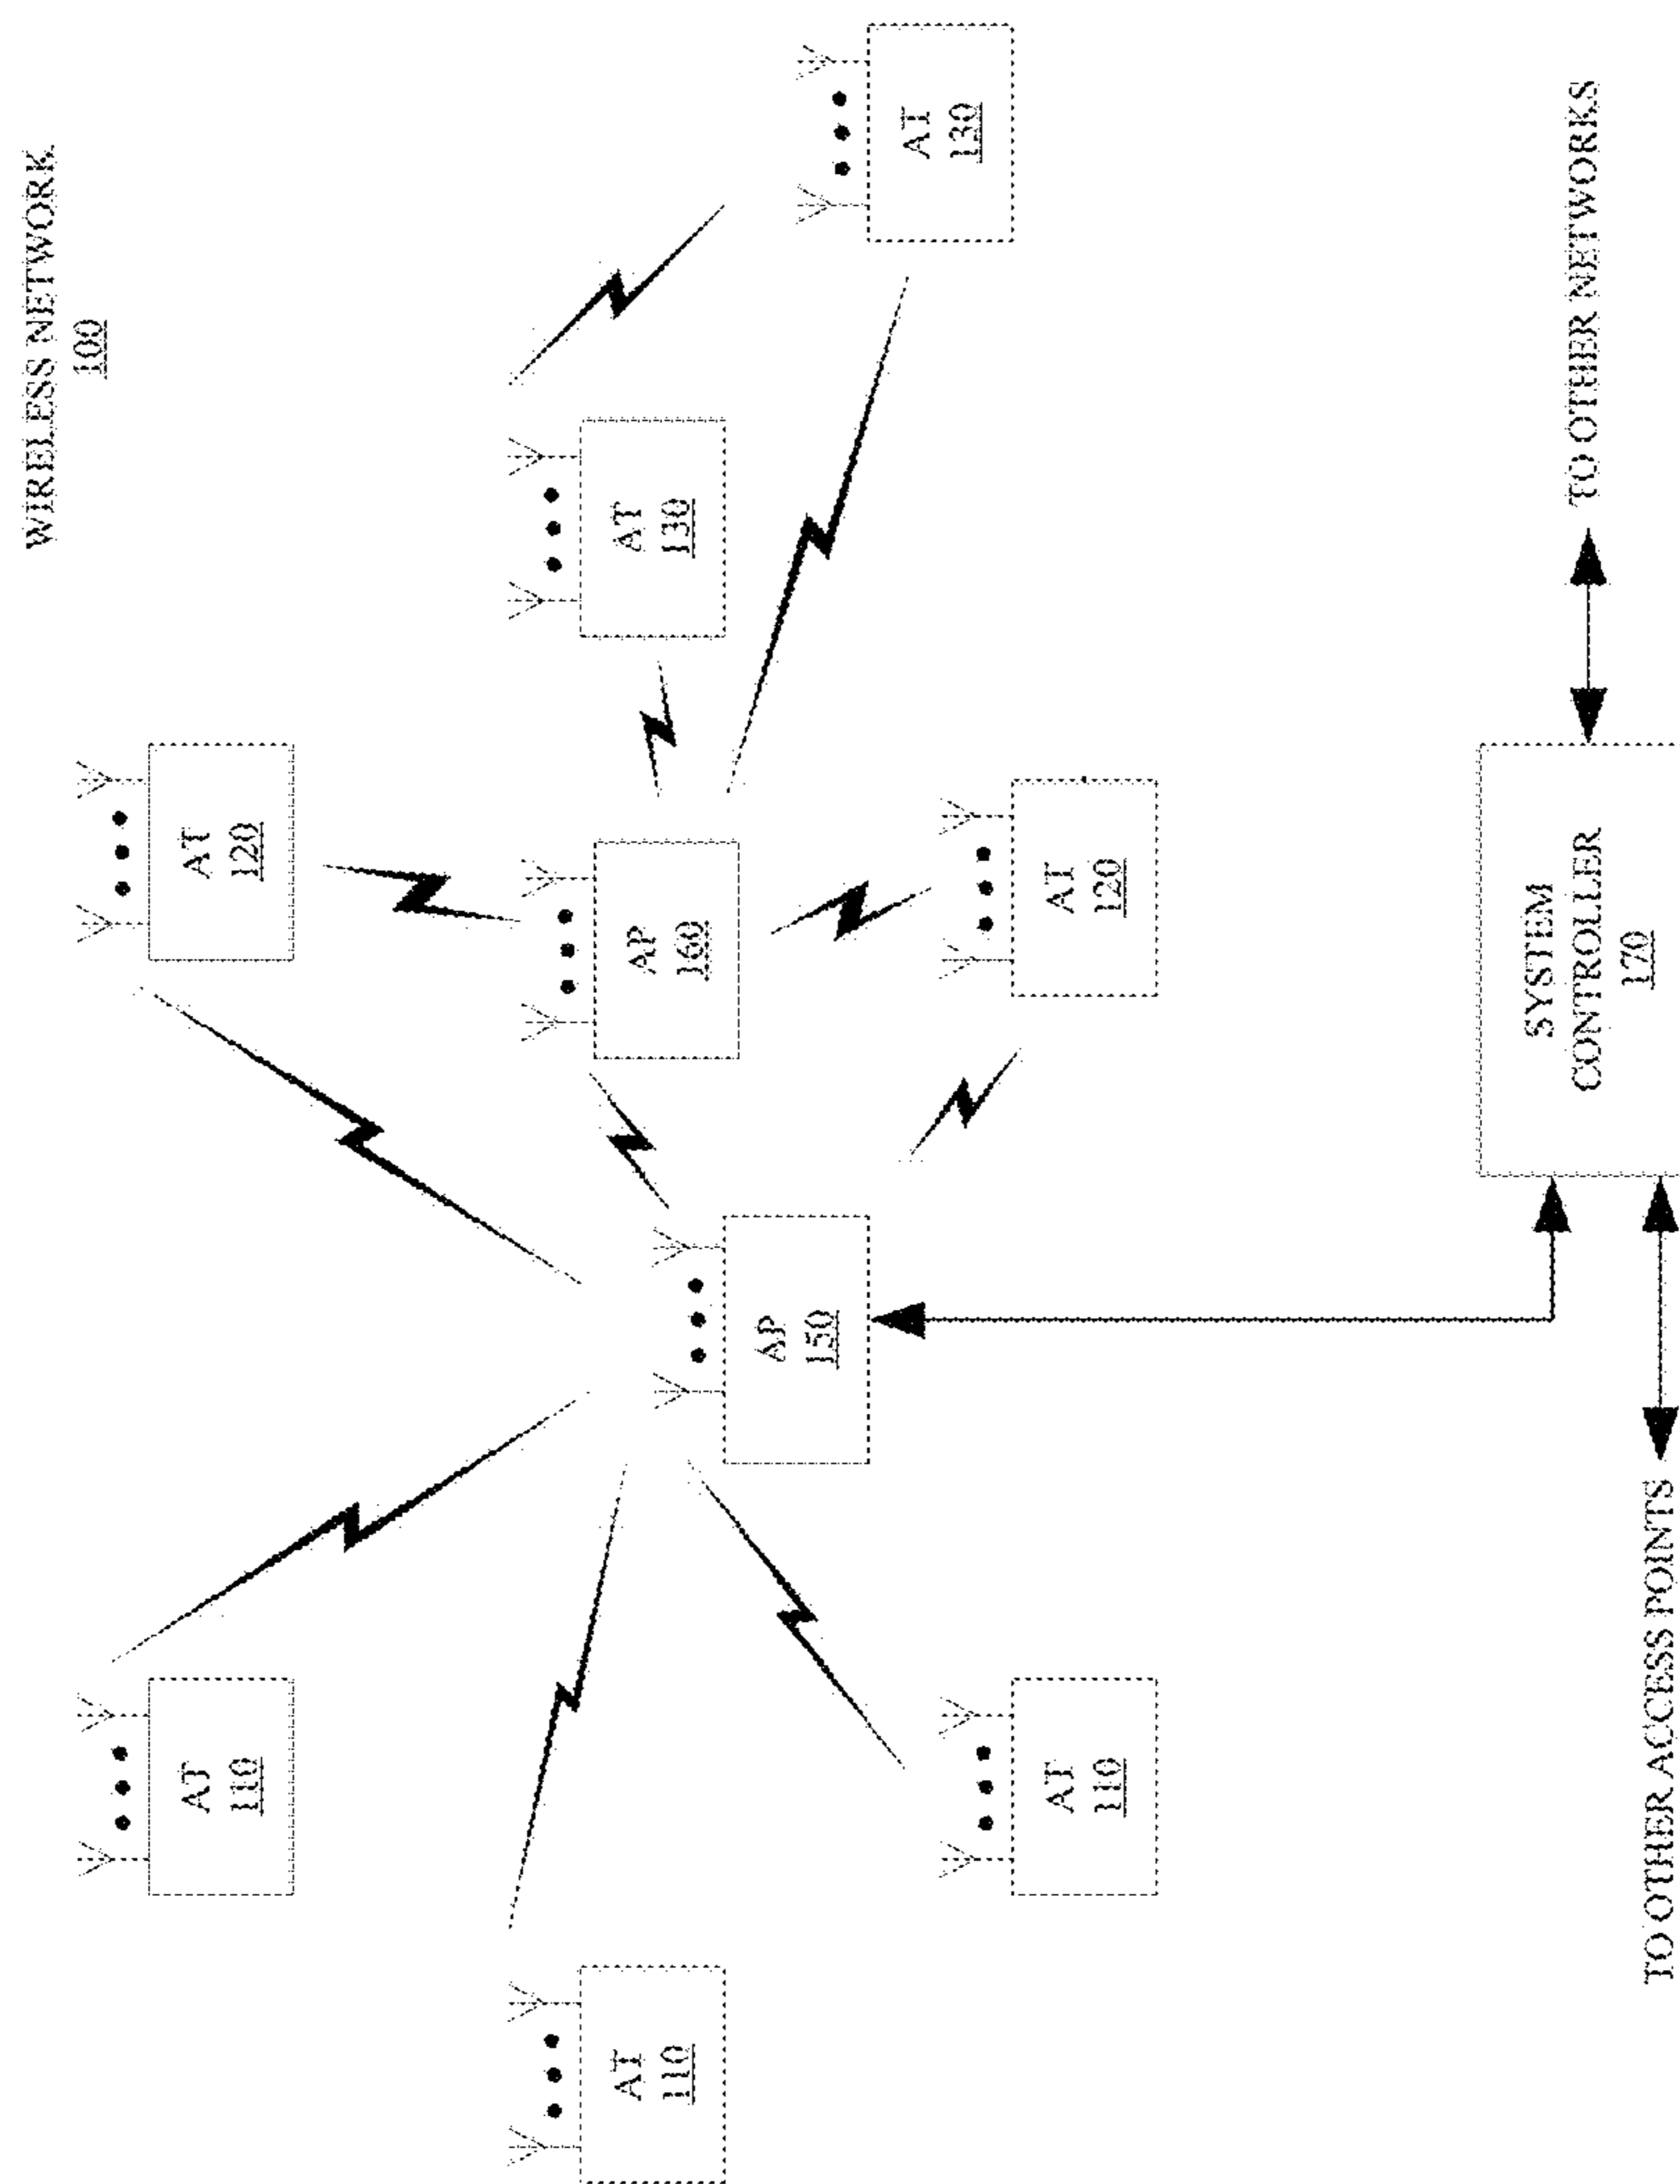 WIRELESS NETWORK
100
AT
110
AT
120
AT
110
AP
160
AT
130
AP
150
AT
130
AT
110
AT
120
SYSTEM
CONTROLLER
170
TO OTHER NETWORKS
TO OTHER ACCESS POINTS